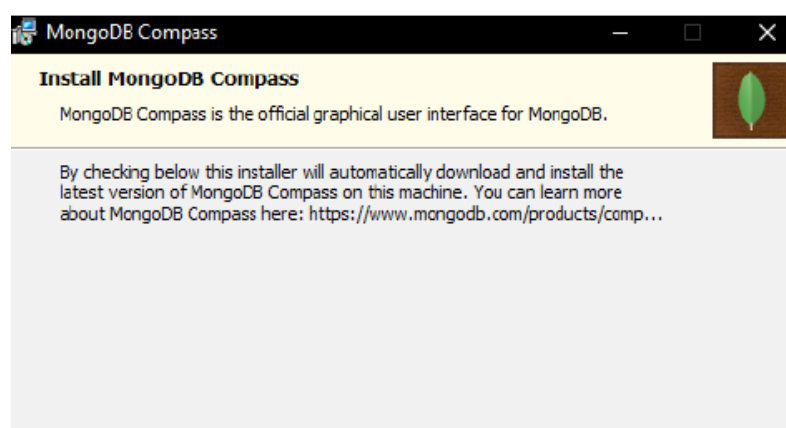 MongoDB Compass
Install MongoDB Compass
MongoDB Compass is the official graphical user interface for MongoDB.
By checking below this installer will automatically download and install the
latest version of MongoDB Compass on this machine. You can learn more
about MongoDB Compass here: https://www.mongodb.com/products/comp...